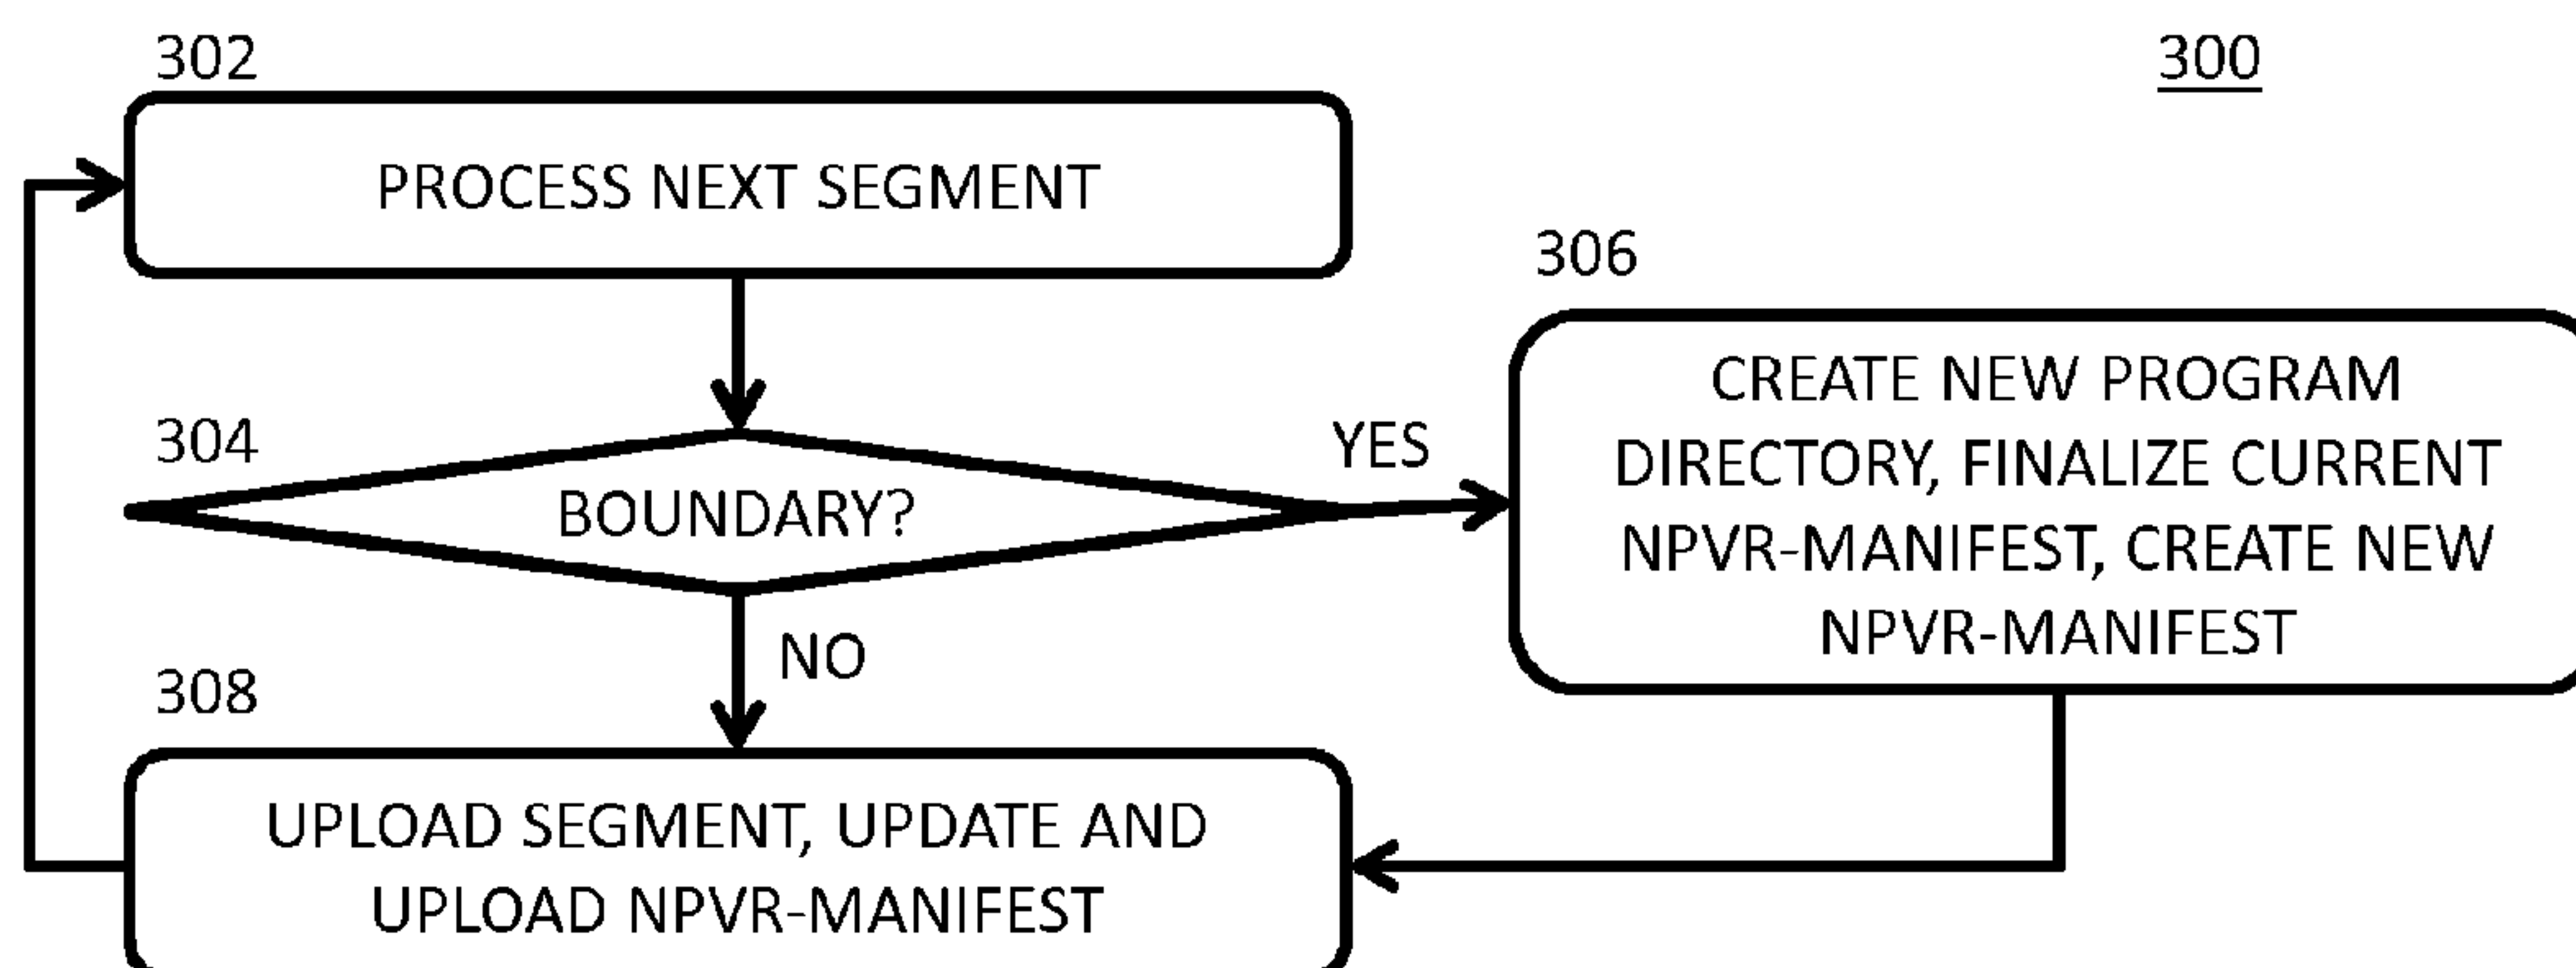 302
300
PROCESS NEXT SEGMENT
306
CREATE NEW PROGRAM
DIRECTORY, FINALIZE CURRENT
NPVR-MANIFEST, CREATE NEW
NPVR-MANIFEST
304
YES
BOUNDARY?
NO
308
UPLOAD SEGMENT, UPDATE AND
UPLOAD NPVR-MANIFEST